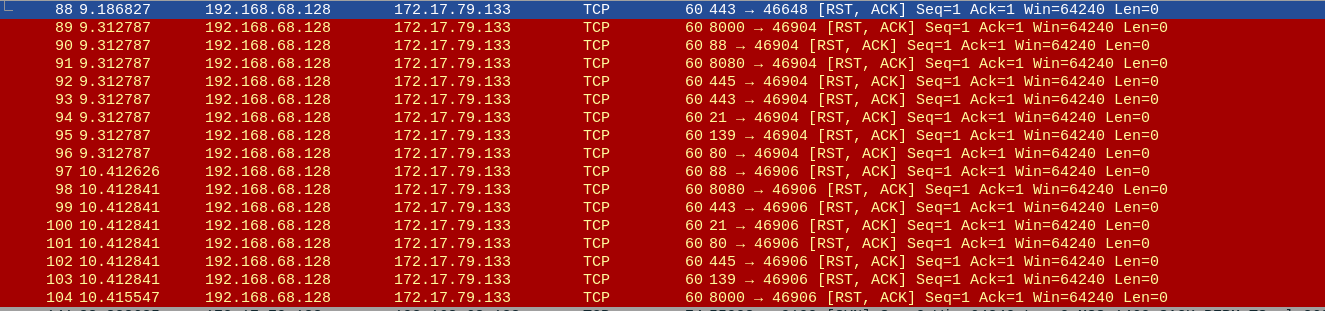 88 9.186827 192.168.68.128 172.17.79.133 TCP 60 443 → 46648 [RST, ACK] Seq=1 Ack=1 Win=64240 Len=0
89 9.312787 192.168.68.128 172.17.79.133 TCP 60 8000 → 46904 [RST, ACK] Seq=1 Ack=1 Win=64240 Len=0
90 9.312787 192.168.68.128 172.17.79.133 TCP 60 88 → 46904 [RST, ACK] Seq=1 Ack=1 Win=64240 Len=0
91 9.312787 192.168.68.128 172.17.79.133 TCP 60 8080 → 46904 [RST, ACK] Seq=1 Ack=1 Win=64240 Len=0
92 9.312787 192.168.68.128 172.17.79.133 TCP 60 445 → 46904 [RST, ACK] Seq=1 Ack=1 Win=64240 Len=0
93 9.312787 192.168.68.128 172.17.79.133 TCP 60 443 → 46904 [RST, ACK] Seq=1 Ack=1 Win=64240 Len=0
94 9.312787 192.168.68.128 172.17.79.133 TCP 60 21 → 46904 [RST, ACK] Seq=1 Ack=1 Win=64240 Len=0
95 9.312787 192.168.68.128 172.17.79.133 TCP 60 139 → 46904 [RST, ACK] Seq=1 Ack=1 Win=64240 Len=0
96 9.312787 192.168.68.128 172.17.79.133 TCP 60 80 → 46904 [RST, ACK] Seq=1 Ack=1 Win=64240 Len=0
97 10.412626 192.168.68.128 172.17.79.133 TCP 60 88 → 46906 [RST, ACK] Seq=1 Ack=1 Win=64240 Len=0
98 10.412841 192.168.68.128 172.17.79.133 TCP 60 8080 → 46906 [RST, ACK] Seq=1 Ack=1 Win=64240 Len=0
99 10.412841 192.168.68.128 172.17.79.133 TCP 60 443 → 46906 [RST, ACK] Seq=1 Ack=1 Win=64240 Len=0
100 10.412841 192.168.68.128 172.17.79.133 TCP 60 21 → 46906 [RST, ACK] Seq=1 Ack=1 Win=64240 Len=0
101 10.412841 192.168.68.128 172.17.79.133 TCP 60 80 → 46906 [RST, ACK] Seq=1 Ack=1 Win=64240 Len=0
102 10.412841 192.168.68.128 172.17.79.133 TCP 60 445 → 46906 [RST, ACK] Seq=1 Ack=1 Win=64240 Len=0
103 10.412841 192.168.68.128 172.17.79.133 TCP 60 139 → 46906 [RST, ACK] Seq=1 Ack=1 Win=64240 Len=0
104 10.415547 192.168.68.128 172.17.79.133 TCP 60 8000 → 46906 [RST, ACK] Seq=1 Ack=1 Win=64240 Len=0